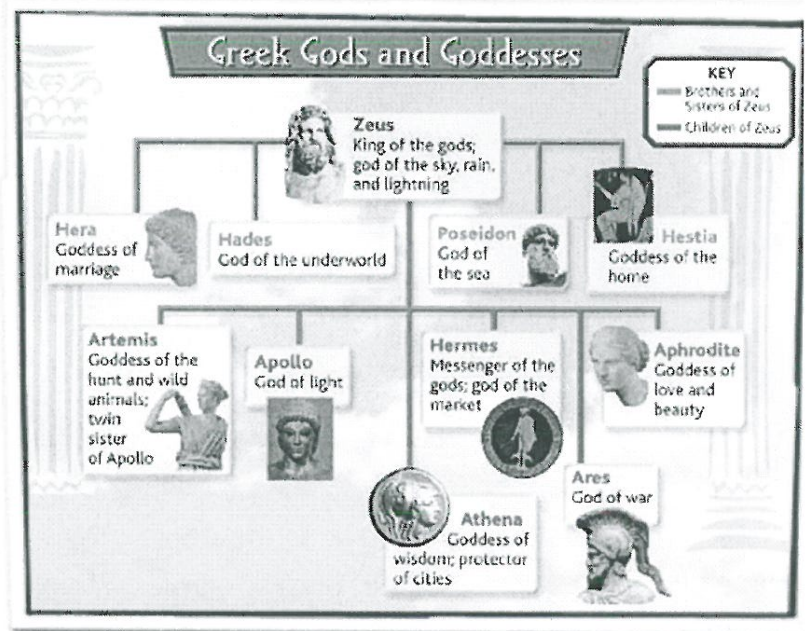 Greek Gods and Goddesses
KEY
Brothers and
Sisters of Zeus
Children of Zeus
Zeus
King of the gods;
god of the sky, rain,
and lightning
Hera
Goddess of
marriage
Hades
God of the underworld
Poseidon
God of
the sea
Hestia
Goddess of the
home
Artemis
Goddess of the
hunt and wild
animals;
twin
sister
of Apollo
Apollo
God of light
Hermes
Messenger of the
gods; god of the
market
Aphrodite
Goddess of
love and
beauty
Athena
Goddess of
wisdom; protector
of cities
Ares
God of war